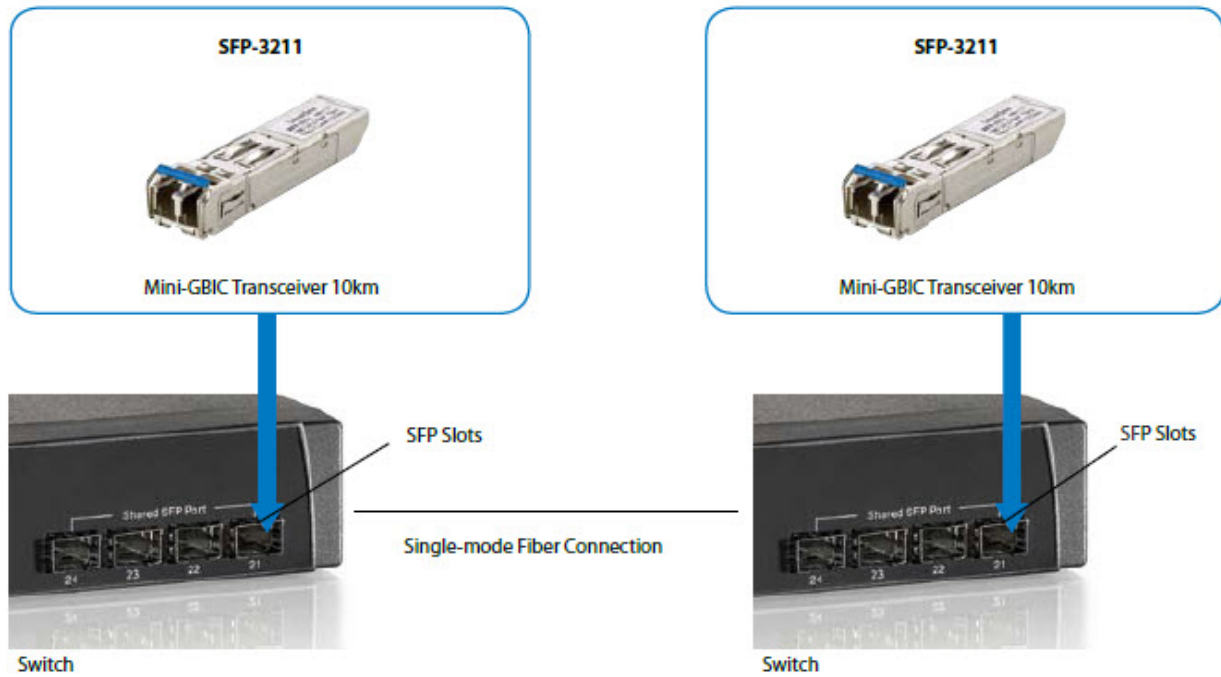 SFP-3211
SFP-3211
Mini-GBIC Transceiver 10km
Mini-GBIC Transceiver 10km
SFP Slots
SFP Slots
Shared SFP Port
24 23 22 21
Single-mode Fiber Connection
Shared SFP Port
24 23 22 21
Switch
Switch